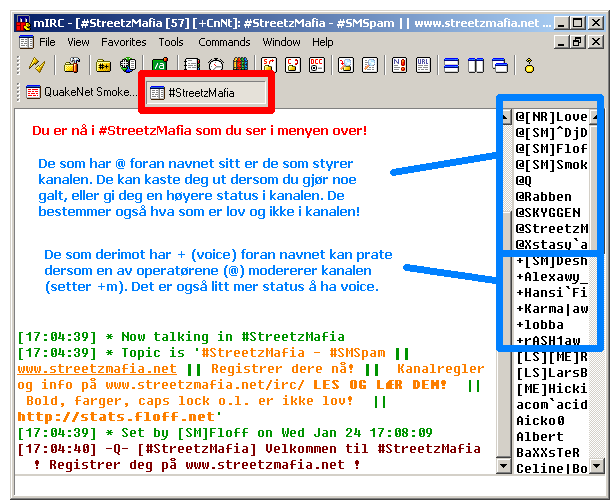 mIRC - [#StreetzMafia [57] [+CnNt]: #StreetzMafia - #SMSpam || www.streetzmafia.net ...
File View Favorites Tools Commands Window Help
QuakeNet Smoke... #StreetzMafia
Du er nå i #StreetzMafia som du ser i menyen over!
De som har @ foran navnet sitt er de som styrer
kanalen. De kan kaste deg ut dersom du gjør noe
galt, eller gi deg en høyere status i kanalen. De
bestemmer også hva som er lov og ikke i kanalen!
De som derimot har + (voice) foran navnet kan prate
dersom en av operatørene (@) modererer kanalen
(setter +m). Det er også litt mer status å ha voice.
[17:04:39] * Now talking in #StreetzMafia
[17:04:39] * Topic is '#StreetzMafia - #SMSpam ||
www.streetzmafia.net || Registrer dere nå! || Kanalregler
og info på www.streetzmafia.net/irc/ LES OG LÆR DEM! ||
Bold, farger, caps lock o.l. er ikke lov! ||
http://stats.floff.net'
[17:04:39] * Set by [SM]Floff on Wed Jan 24 17:08:09
[17:04:40] -Q- [#StreetzMafia] Velkommen til #StreetzMafia
! Registrer deg på www.streetzmafia.net !
@[NR]Love
@[SM]^DjD
@[SM]Flof
@[SM]Smok
@Q
@Rabben
@SKYGGEN
@StreetzM
@Xstasy`a
+[SM]Desh
+Alexawy_
+Hansi`Fi
+Karma|aw
+lobba
+rASH1aw
[LS][ME]R
[LS]LarsB
[ME]Hicki
acom`acid
Aicko0
Albert
BaXXsTeR
Celine|Bo